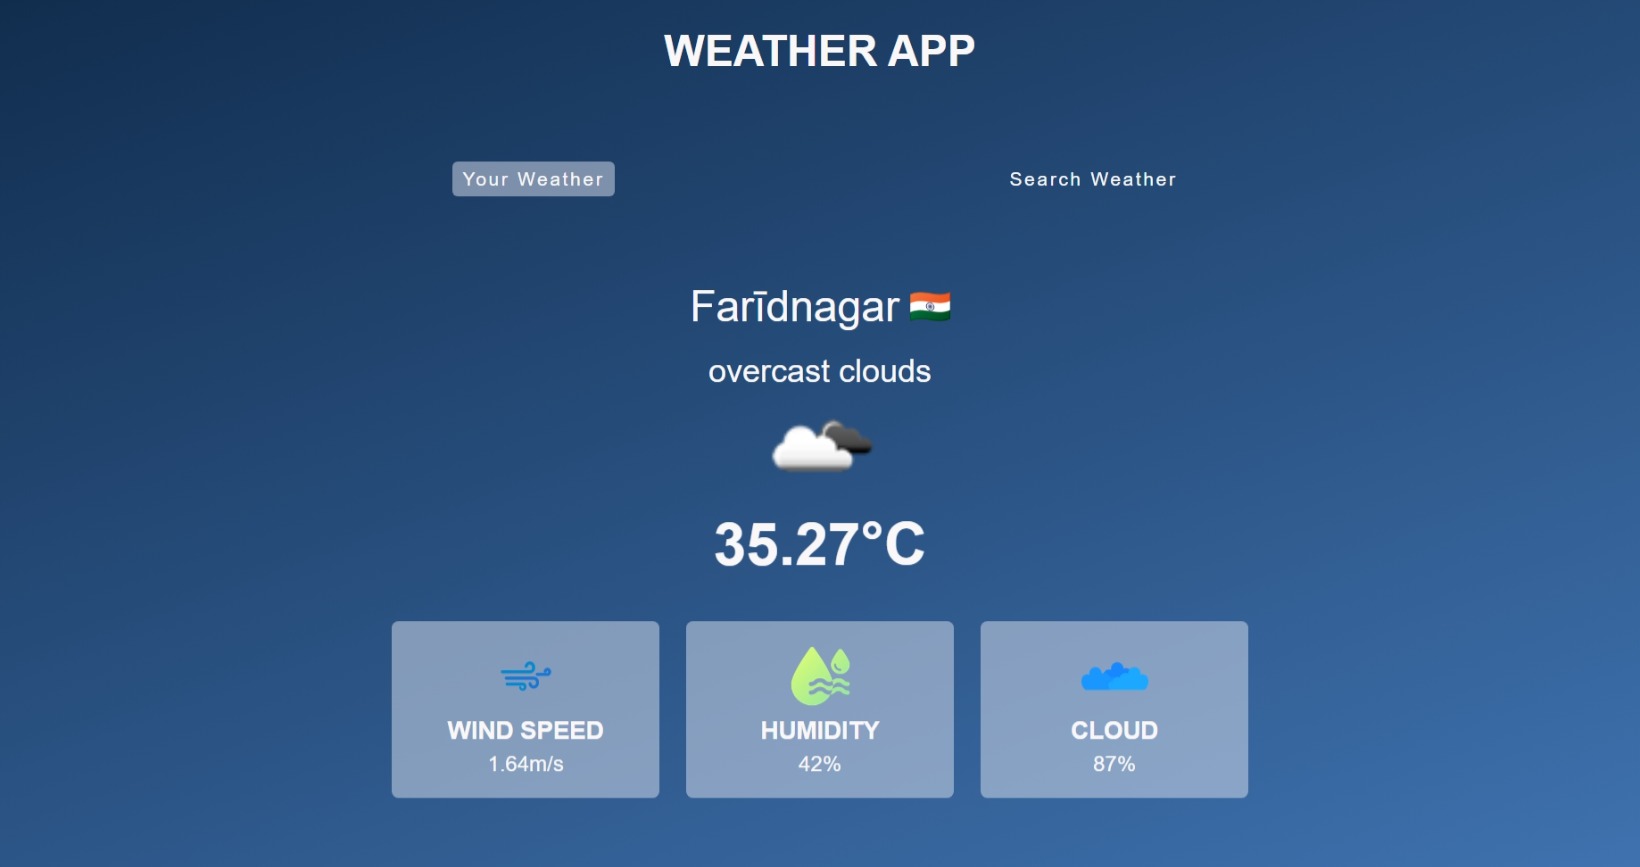 WEATHER APP
Your Weather
Search Weather
Farīdnagar
overcast clouds
35.27°C
WIND SPEED
1.64m/s
HUMIDITY
42%
CLOUD
87%